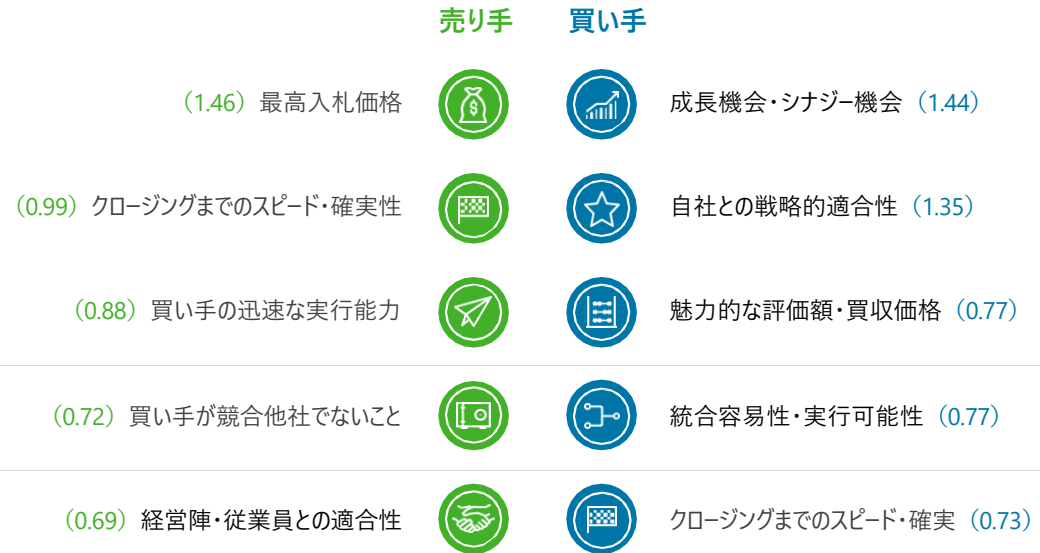 売り手 買い手
（1.46）最高入札価格 成長機会・シナジー機会（1.44）
（0.99）クロージングまでのスピード・確実性 自社との戦略的適合性（1.35）
（0.88）買い手の迅速な実行能力 魅力的な評価額・買収価格（0.77）
（0.72）買い手が競合他社でないこと 統合容易性・実行可能性（0.77）
（0.69）経営陣・従業員との適合性 クロージングまでのスピード・確実（0.73）